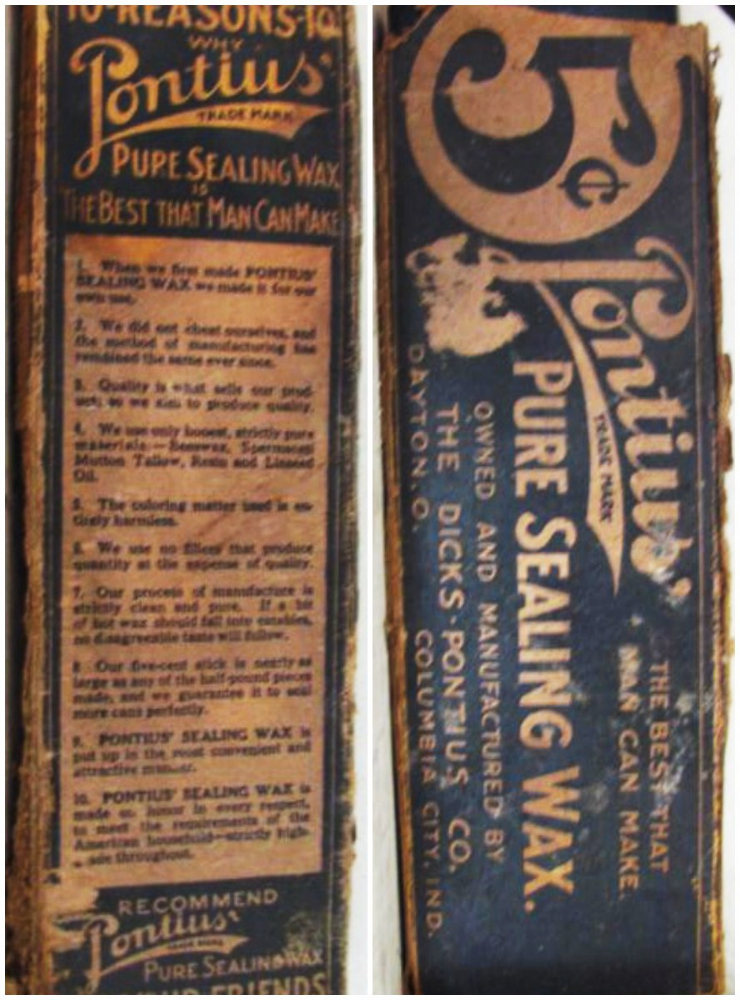 10-REASONS-10
WHY
Pontius'
TRADE MARK
PURE SEALING WAX
IS
THE BEST THAT MAN CAN MAKE
1. When we first made PONTIUS'
SEALING WAX we made it for our
own use.
2. We did not cheat ourselves, and
the method of manufacturing has
remained the same ever since.
3. Quality is what sells our prod-
uct; so we aim to produce quality.
4. We use only honest, strictly pure
materials—Beeswax, Spermaceti
Mutton Tallow, Resin and Linseed
Oil.
5. The coloring matter used is en-
tirely harmless.
6. We use no fillers that produce
quantity at the expense of quality.
7. Our process of manufacture is
strictly clean and pure. If a bit
of hot wax should fall into eatables,
no disagreeable taste will follow.
8. Our five-cent stick is nearly as
large as any of the half-pound pieces
made, and we guarantee it to seal
more cans perfectly.
9. PONTIUS' SEALING WAX is
put up in the most convenient and
attractive manner.
10. PONTIUS' SEALING WAX is
made on honor in every respect,
to meet the requirements of the
American household—strictly high-
throughout.
RECOMMEND
Pontius'
TRADE MARK
PURE SEALING WAX
FRIENDS
5¢
Pontius'
TRADE MARK
THE BEST THAT
MAN CAN MAKE.
PURE SEALING WAX.
OWNED AND MANUFACTURED BY
THE DICKS-PONTIUS CO.
DAYTON, O. COLUMBIA CITY, IND.